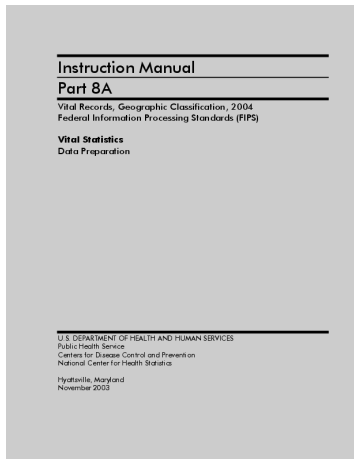 Instruction Manual
Part 8A
Vital Records, Geographic Classification, 2004
Federal Information Processing Standards (FIPS)
Vital Statistics
Data Preparation
U.S. DEPARTMENT OF HEALTH AND HUMAN SERVICES
Public Health Service
Centers for Disease Control and Prevention
National Center for Health Statistics
Hyattsville, Maryland
November 2003